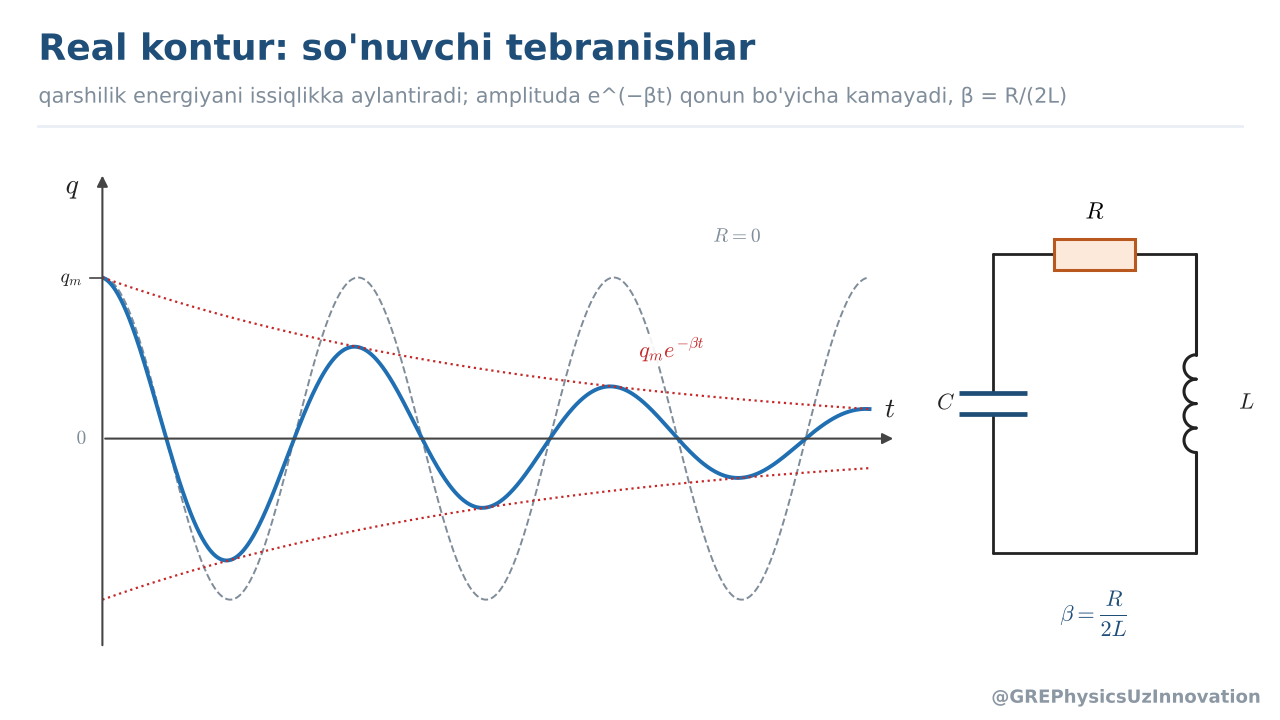 Real kontur: so'nuvchi tebranishlar
qarshilik energiyani issiqlikka aylantiradi; amplituda e^(−βt) qonun bo'yicha kamayadi, β = R/(2L)
q
R = 0
q_m
q_m e^{−βt}
0
t
R
C
L
β = R/2L
@GREPhysicsUzInnovation